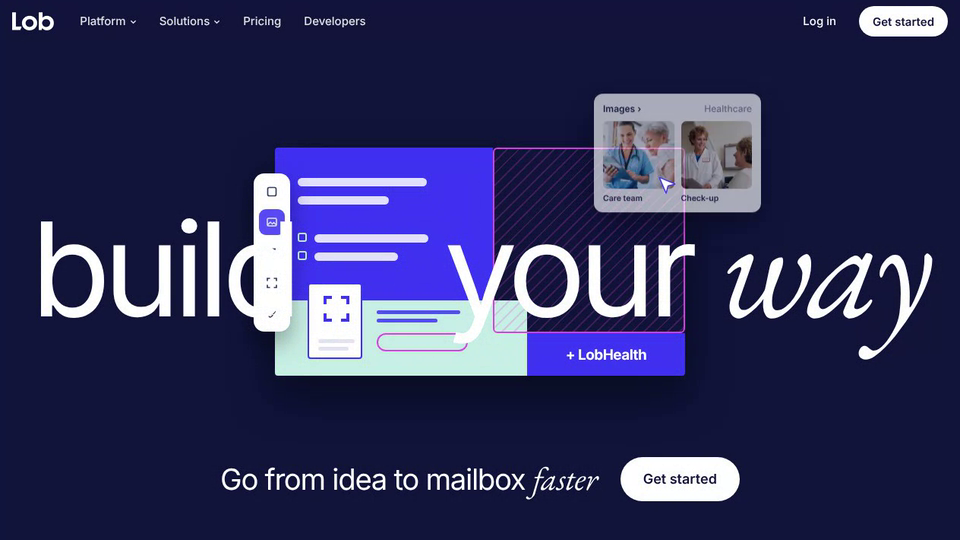 Lob
Platform
Solutions
Pricing
Developers
Log in
Get started
Images ›
Healthcare
Care team
Check-up
build your way
+ LobHealth
Go from idea to mailbox faster
Get started